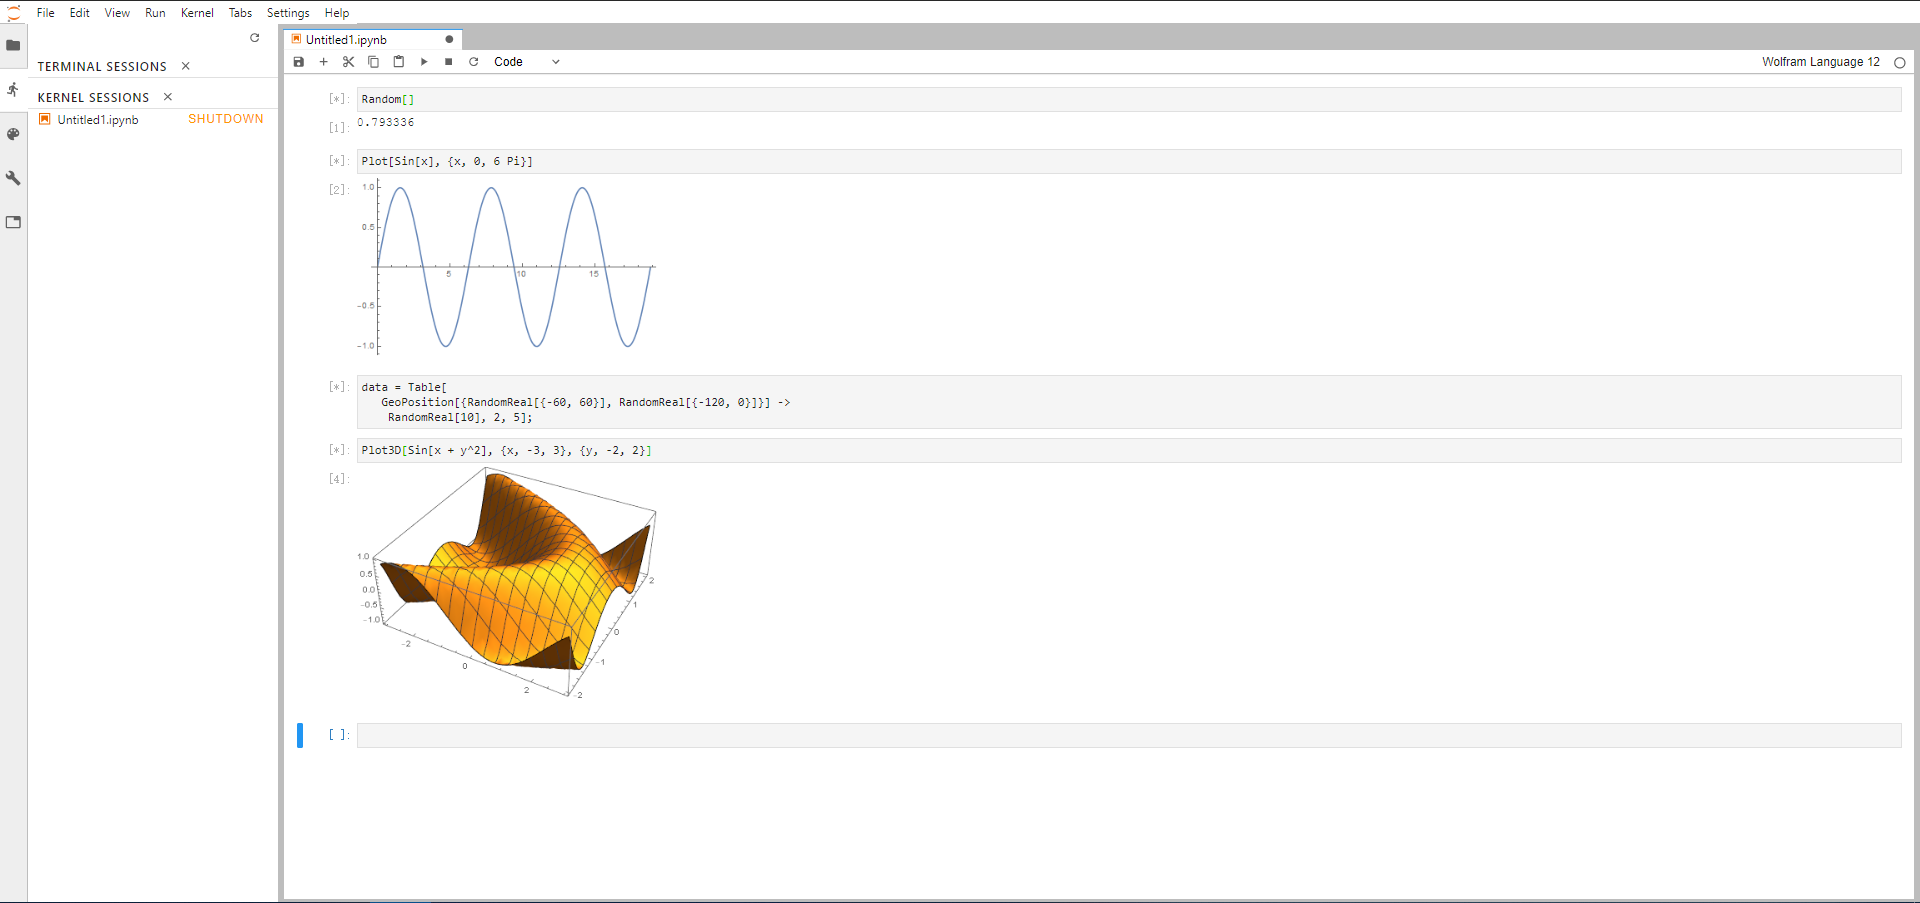 File Edit View Run Kernel Tabs Settings Help
TERMINAL SESSIONS ×
KERNEL SESSIONS ×
Untitled1.ipynb SHUTDOWN
Untitled1.ipynb
Code
Wolfram Language 12
[*]: Random[]
[1]: 0.793336
[*]: Plot[Sin[x], {x, 0, 6 Pi}]
[2]:
1.0
0.5
5 10 15
-0.5
-1.0
[*]: data = Table[
GeoPosition[{RandomReal[{-60, 60}], RandomReal[{-120, 0}]}] ->
RandomReal[10], 2, 5];
[*]: Plot3D[Sin[x + y^2], {x, -3, 3}, {y, -2, 2}]
[4]:
1.0
0.5
0.0
-0.5
-1.0
-2
0
2
2
1
0
-1
-2
[ ]: